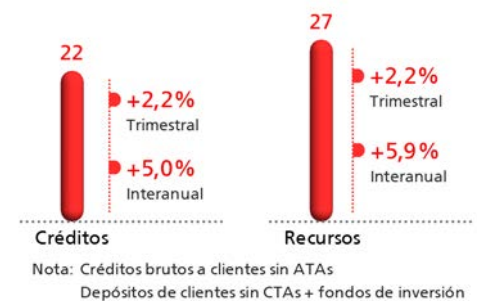 22
+2,2%
Trimestral
+5,0%
Interanual
Créditos
27
+2,2%
Trimestral
+5,9%
Interanual
Recursos
Nota: Créditos brutos a clientes sin ATAs
Depósitos de clientes sin CTAs + fondos de inversión